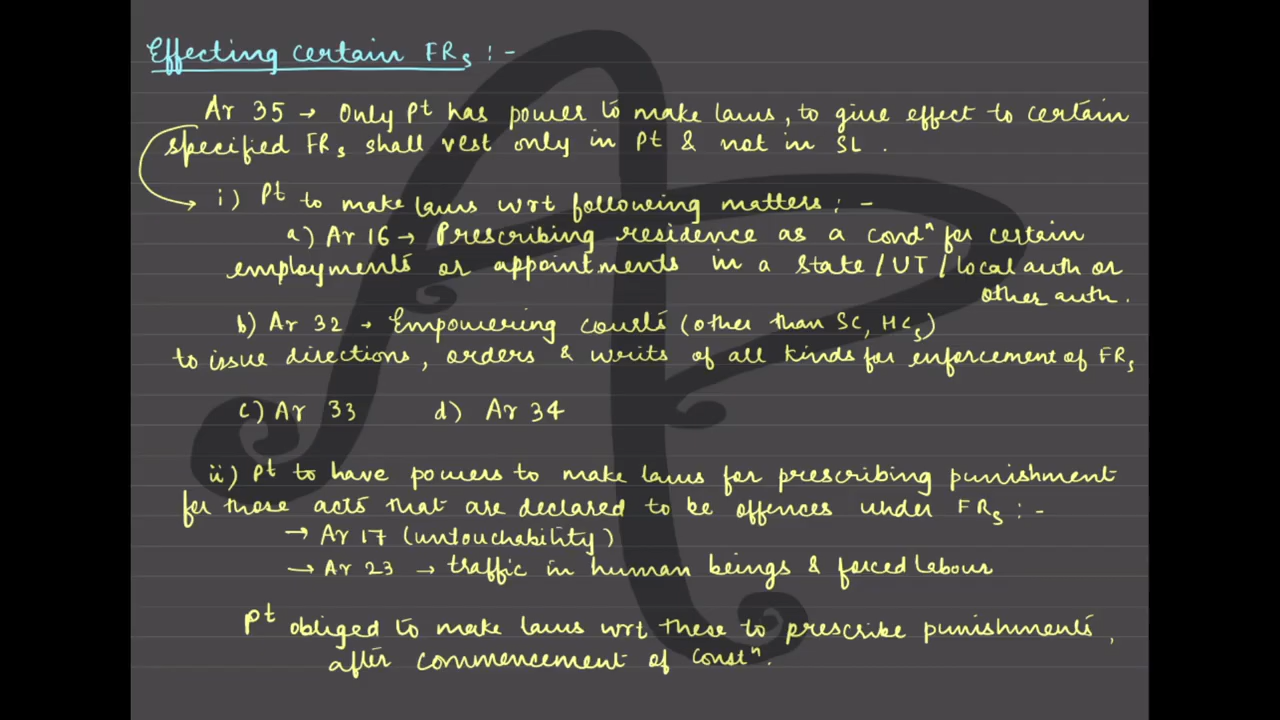 Effecting certain FRs :-
Ar 35 → Only Pt has power to make laws, to give effect to certain
specified FRs shall vest only in Pt & not in SL.
i) Pt to make laws wrt following matters :-
a) Ar 16 → Prescribing residence as a condn for certain
employments or appointments in a State / UT / local auth or
other auth.
b) Ar 32 → Empowering courts (other than SC, HCs)
to issue directions, orders & writs of all kinds for enforcement of FRs
c) Ar 33 d) Ar 34
ii) Pt to have powers to make laws for prescribing punishment
for those acts that are declared to be offences under FRs :-
→ Ar 17 (untouchability)
→ Ar 23 → traffic in human beings & forced labour
Pt obliged to make laws wrt these to prescribe punishments,
after commencement of Constn.